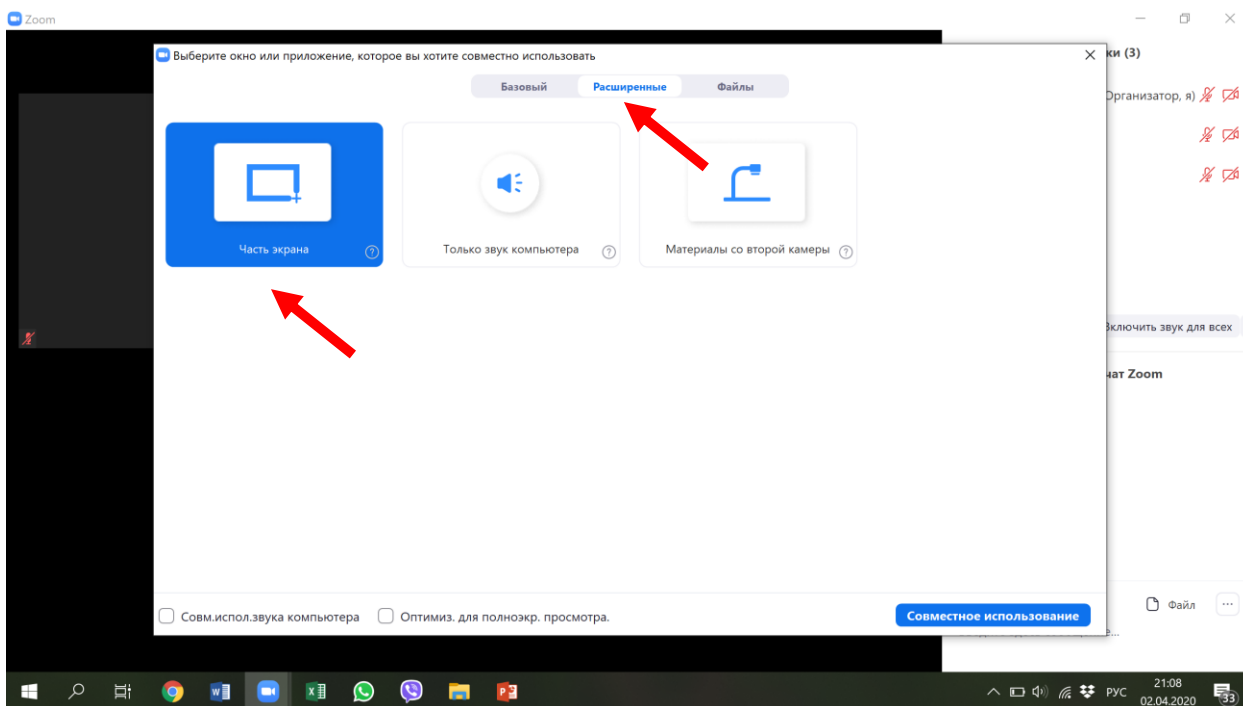 Zoom
Выберите окно или приложение, которое вы хотите совместно использовать
Базовый
Расширенные
Файлы
ки (3)
Организатор, я)
Часть экрана
Только звук компьютера
Материалы со второй камеры
Включить звук для всех
чат Zoom
Совм.испол.звука компьютера
Оптимиз. для полноэкр. просмотра.
Совместное использование
Файл
РУС
21:08
02.04.2020
33